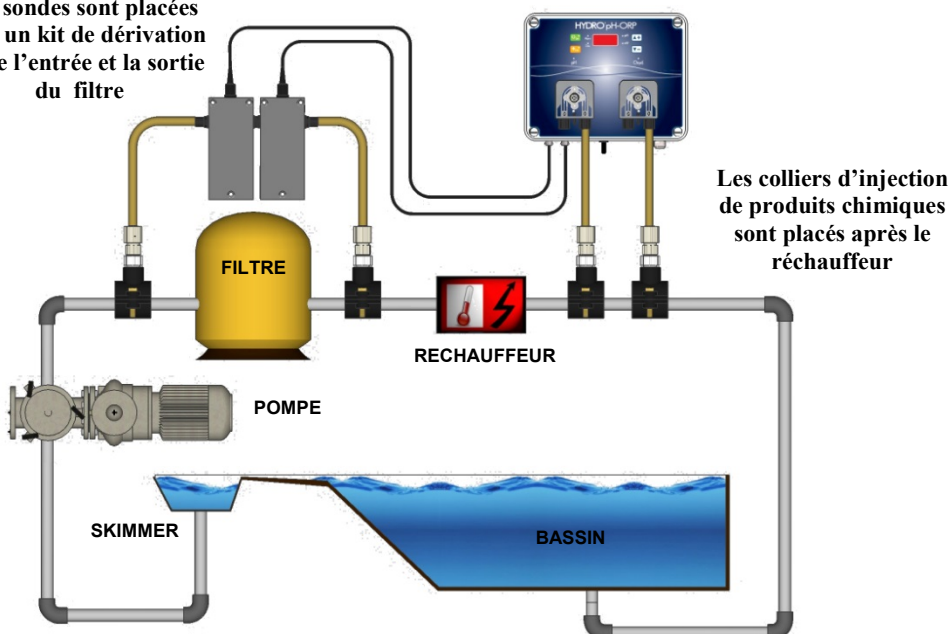 sondes sont placées
un kit de dérivation
l’entrée et la sortie
du filtre
HYDRO pH-ORP
Les colliers d’injection
de produits chimiques
sont placés après le
réchauffeur
FILTRE
RECHAUFFEUR
POMPE
SKIMMER
BASSIN